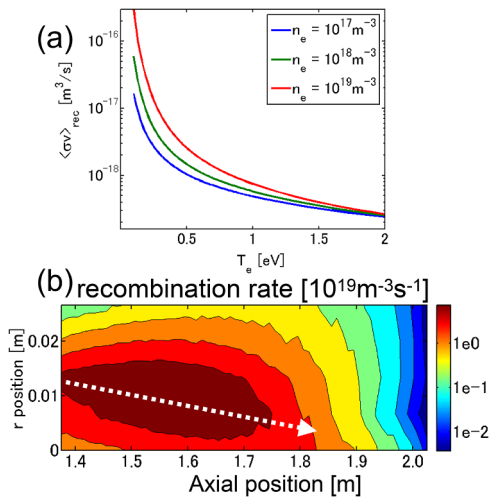 (a)
10^-16
10^-17
10^-18
⟨σv⟩rec [m^3/s]
n_e = 10^17 m^-3
n_e = 10^18 m^-3
n_e = 10^19 m^-3
0.5 1 1.5 2
T_e [eV]
(b) recombination rate [10^19 m^-3 s^-1]
0.02
0.01
0
r position [m]
1e0
1e-1
1e-2
1.4 1.5 1.6 1.7 1.8 1.9 2.0
Axial position [m]